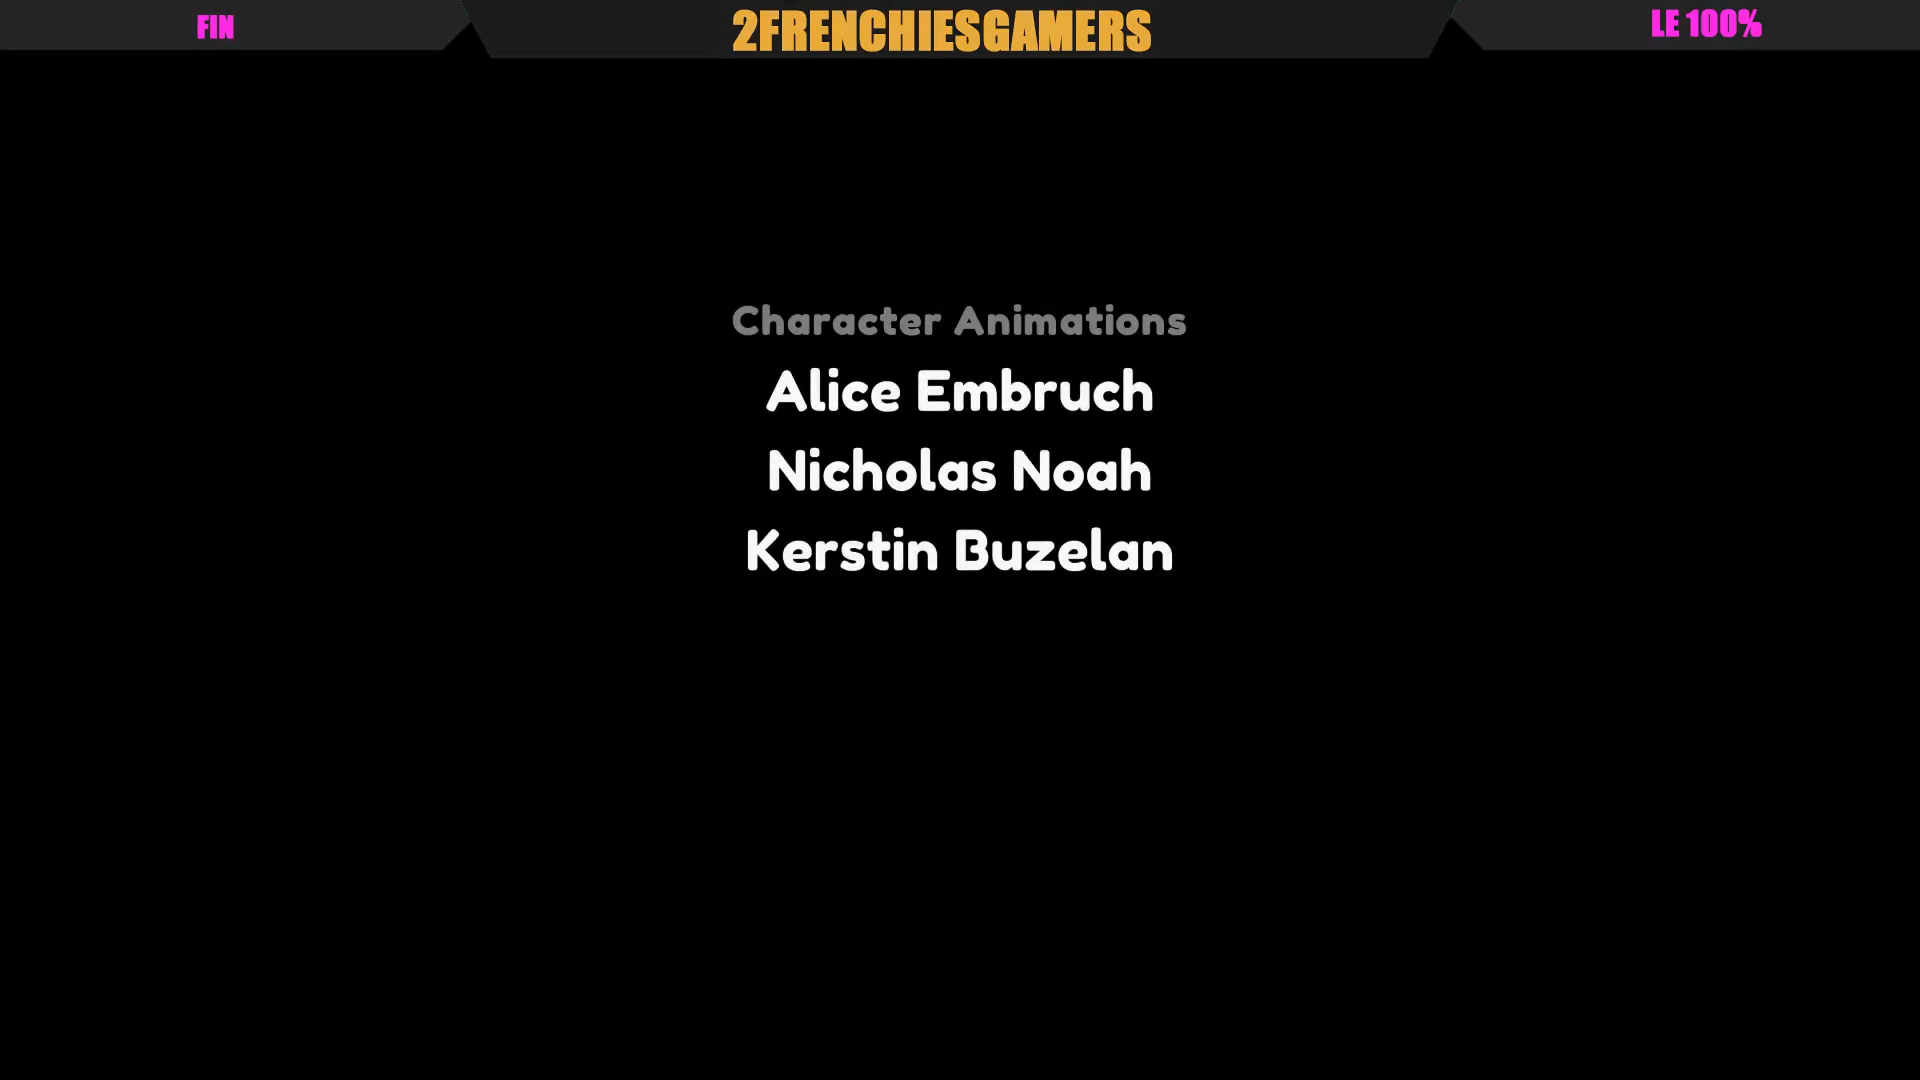 FIN
2FRENCHIESGAMERS
LE 100%
Character Animations
Alice Embruch
Nicholas Noah
Kerstin Buzelan